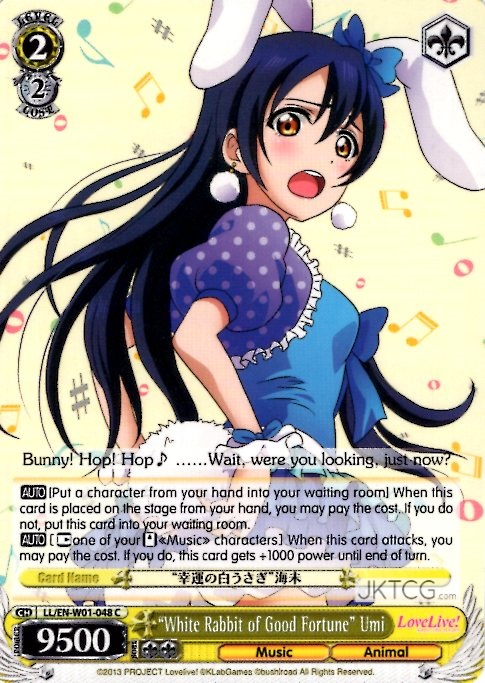 LEVEL
2
2
COST
Bunny! Hop! Hop♪ ......Wait, were you looking, just now?
AUTO [Put a character from your hand into your waiting room] When this
card is placed on the stage from your hand, you may pay the cost. If you do
not, put this card into your waiting room.
AUTO [one of your «Music» characters] When this card attacks, you
may pay the cost. If you do, this card gets +1000 power until end of turn.
Card Name
“幸運の白うさぎ”海未
JKTCG.com
CH LL/EN-W01-048 C
POWER
9500
SOUL
“White Rabbit of Good Fortune” Umi
LoveLive!
Music
Animal
©2013 PROJECT Lovelive! ©KLabGames ©bushiroad All Rights Reserved.